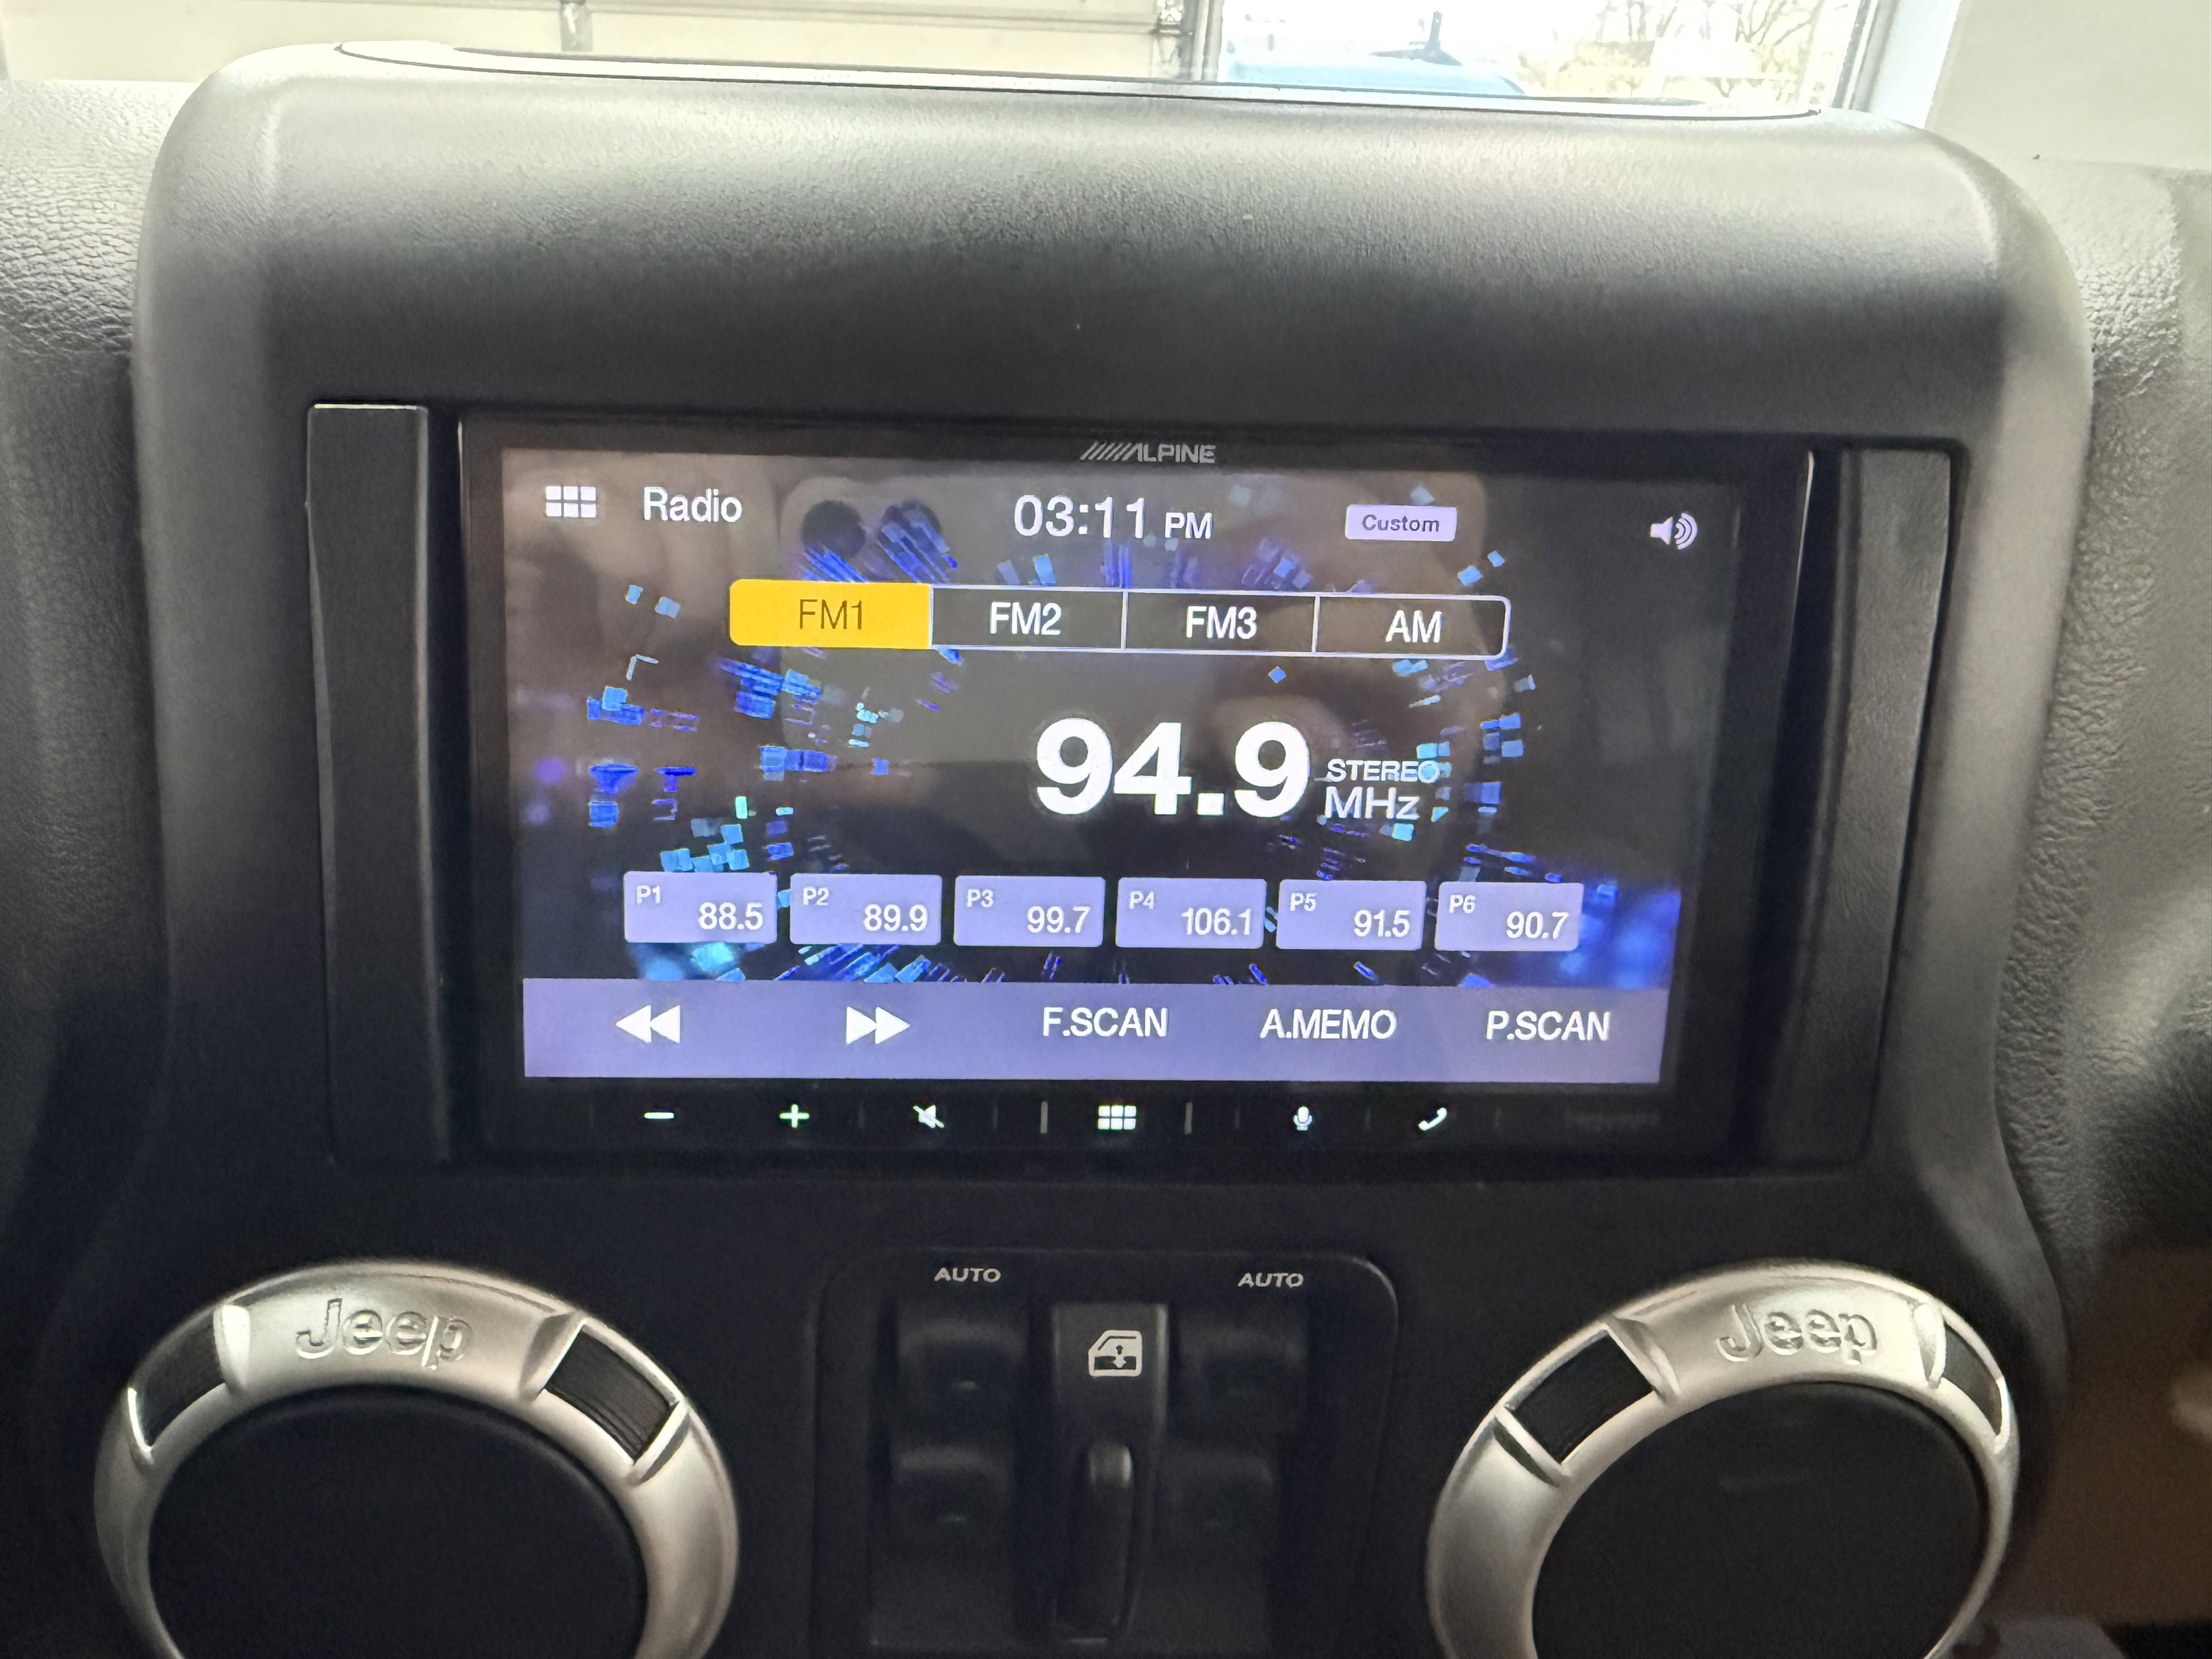 ALPINE
Radio 03:11 PM Custom
FM1 FM2 FM3 AM
94.9 STEREO
MHz
P1 88.5 P2 89.9 P3 99.7 P4 106.1 P5 91.5 P6 90.7
F.SCAN A.MEMO P.SCAN
AUTO AUTO
Jeep Jeep